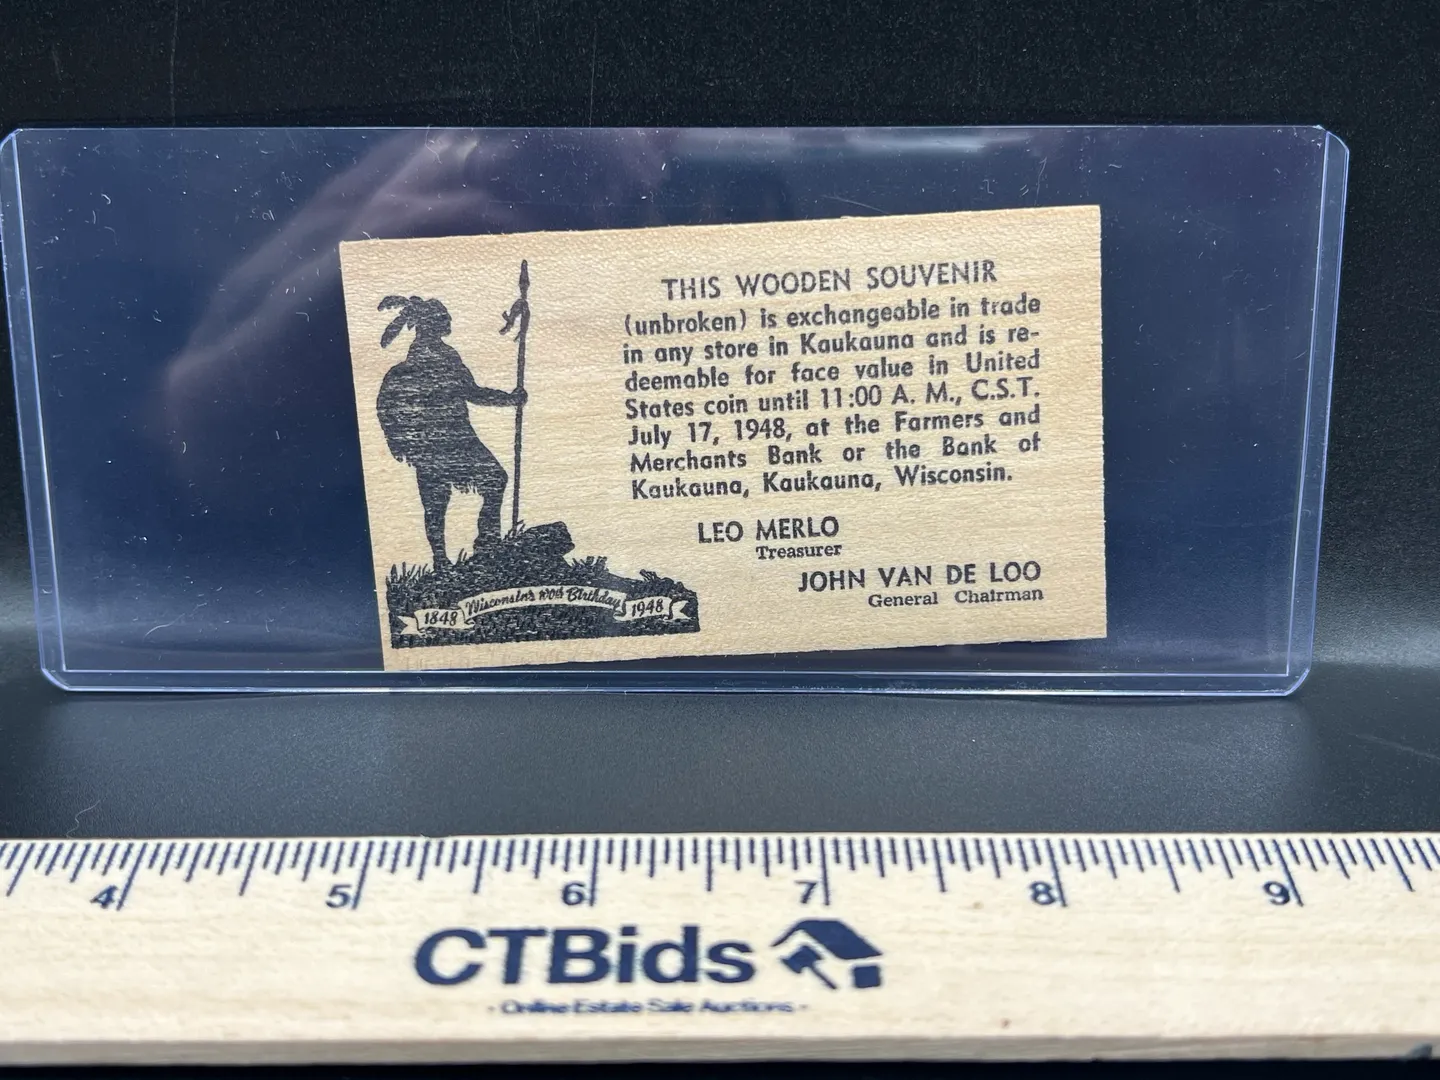 THIS WOODEN SOUVENIR
(unbroken) is exchangeable in trade
in any store in Kaukauna and is re-
deemable for face value in United
States coin until 11:00 A. M., C.S.T.
July 17, 1948, at the Farmers and
Merchants Bank or the Bank of
Kaukauna, Kaukauna, Wisconsin.
LEO MERLO
Treasurer
JOHN VAN DE LOO
General Chairman
1848 Wisconsin's 100th Birthday 1948
4 5 6 7 8 9
CTBids
- Online Estate Sale Auctions -